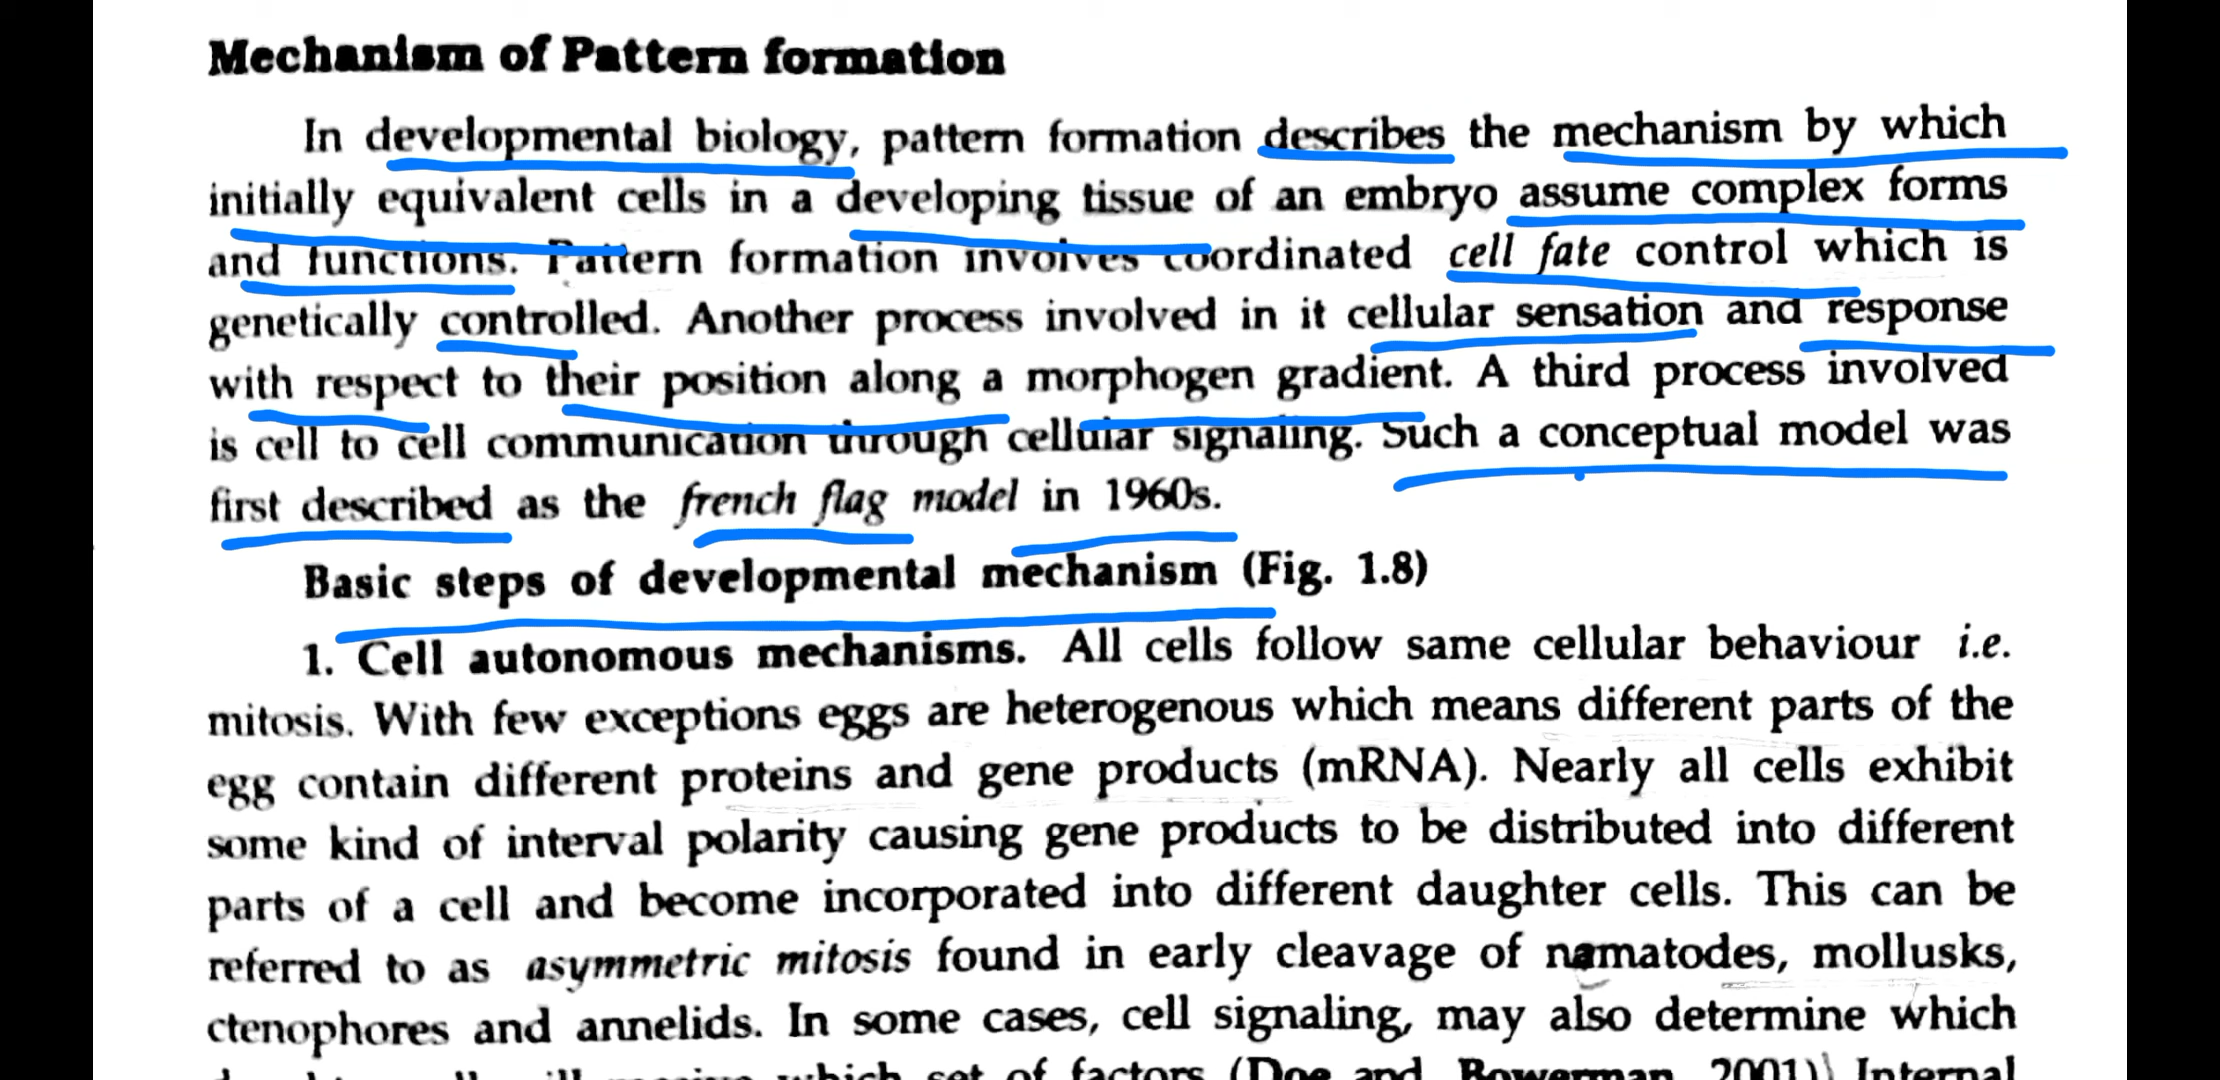 Mechanism of Pattern formation
In developmental biology, pattern formation describes the mechanism by which
initially equivalent cells in a developing tissue of an embryo assume complex forms
and functions. Pattern formation involves coordinated cell fate control which is
genetically controlled. Another process involved in it cellular sensation and response
with respect to their position along a morphogen gradient. A third process involved
is cell to cell communication through cellular signaling. Such a conceptual model was
first described as the french flag model in 1960s.
Basic steps of developmental mechanism (Fig. 1.8)
1. Cell autonomous mechanisms. All cells follow same cellular behaviour i.e.
mitosis. With few exceptions eggs are heterogenous which means different parts of the
egg contain different proteins and gene products (mRNA). Nearly all cells exhibit
some kind of interval polarity causing gene products to be distributed into different
parts of a cell and become incorporated into different daughter cells. This can be
referred to as asymmetric mitosis found in early cleavage of namatodes, mollusks,
ctenophores and annelids. In some cases, cell signaling, may also determine which
which set of factors (Doe and Bowerman, 2001) Internal